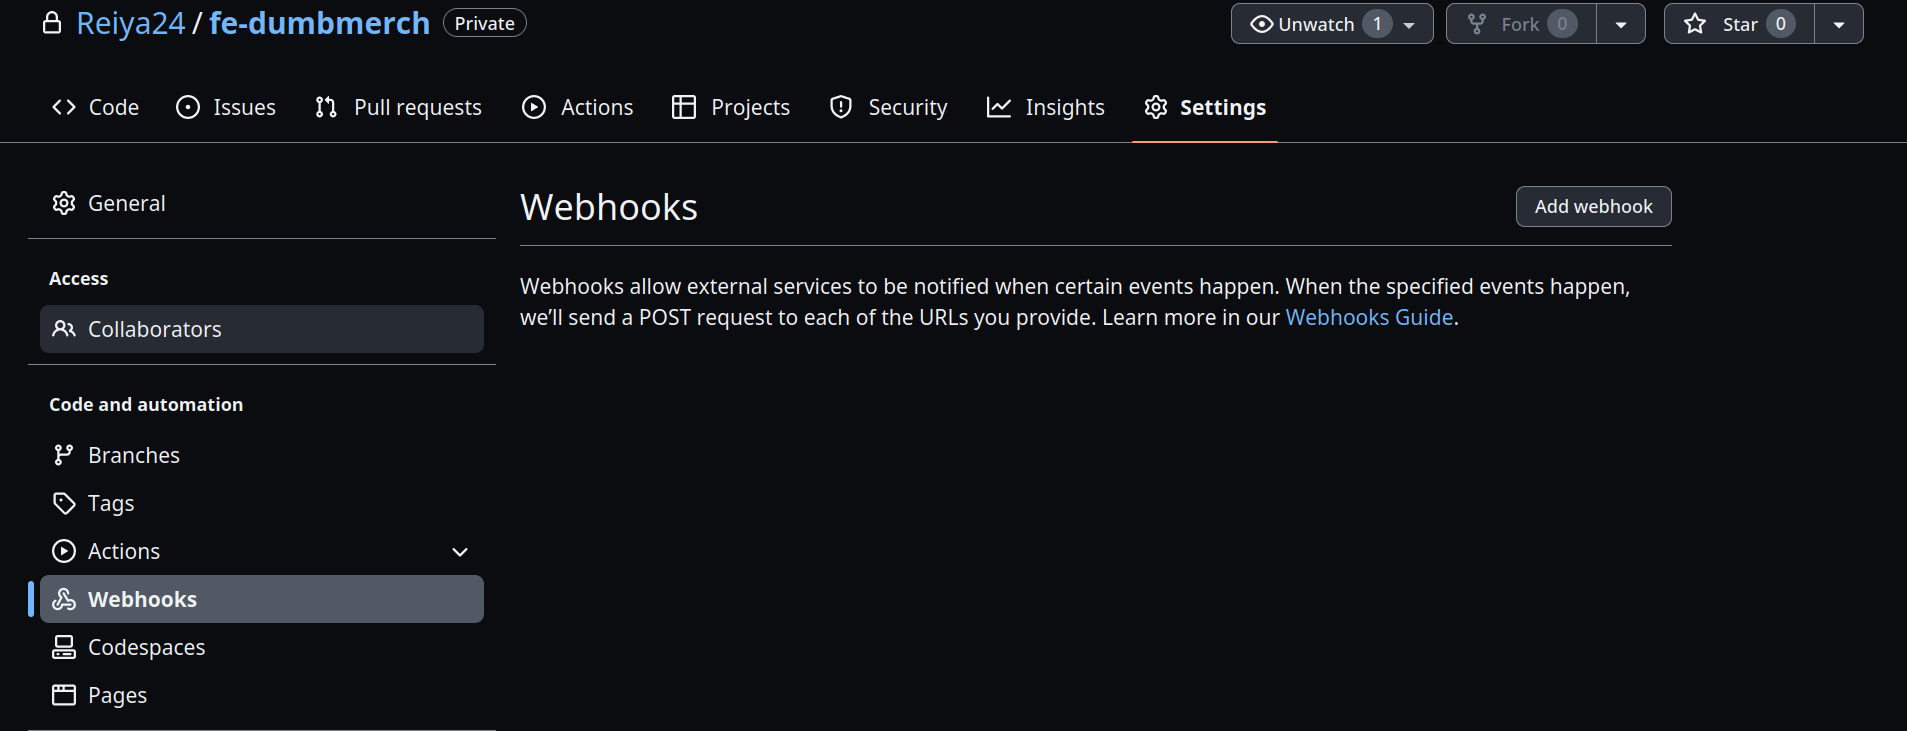 Reiya24 / fe-dumbmerch Private Unwatch 1 Fork 0 Star 0
Code Issues Pull requests Actions Projects Security Insights Settings
General
Access
Collaborators
Code and automation
Branches
Tags
Actions
Webhooks
Codespaces
Pages
Webhooks Add webhook
Webhooks allow external services to be notified when certain events happen. When the specified events happen,
we’ll send a POST request to each of the URLs you provide. Learn more in our Webhooks Guide.